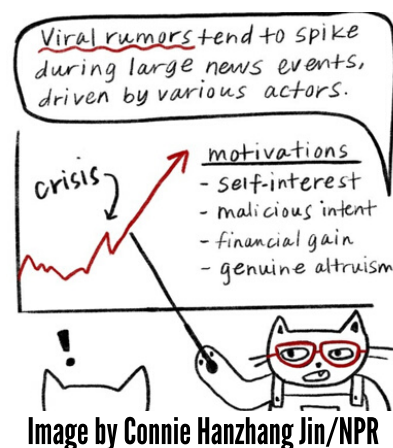 Viral rumors tend to spike
during large news events,
driven by various actors.
crisis
motivations
- self-interest
- malicious intent
- financial gain
- genuine altruism
!
Image by Connie Hanzhang Jin/NPR